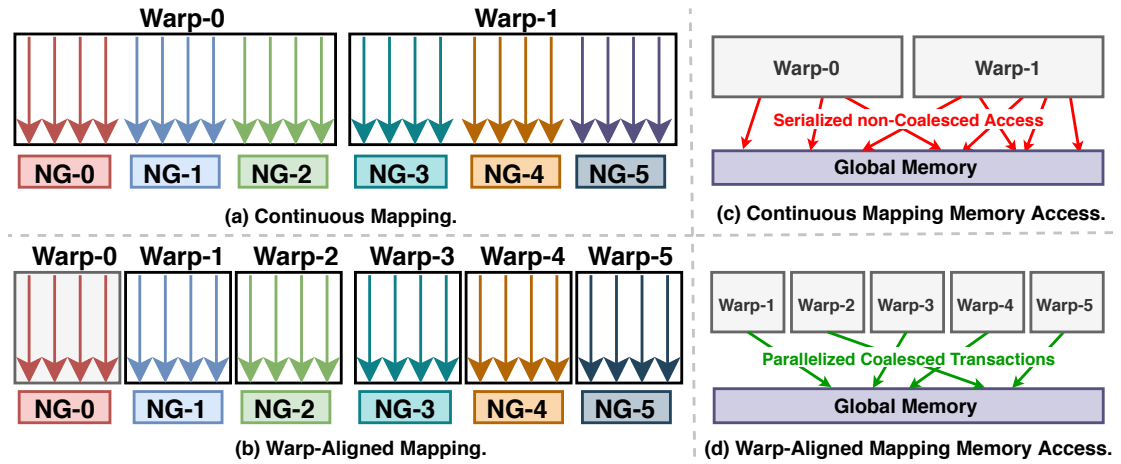 Warp-0
Warp-1
NG-0
NG-1
NG-2
NG-3
NG-4
NG-5
(a) Continuous Mapping.
Warp-0
Warp-1
Serialized non-Coalesced Access
Global Memory
(c) Continuous Mapping Memory Access.
Warp-0
Warp-1
Warp-2
Warp-3
Warp-4
Warp-5
NG-0
NG-1
NG-2
NG-3
NG-4
NG-5
(b) Warp-Aligned Mapping.
Warp-1
Warp-2
Warp-3
Warp-4
Warp-5
Parallelized Coalesced Transactions
Global Memory
(d) Warp-Aligned Mapping Memory Access.